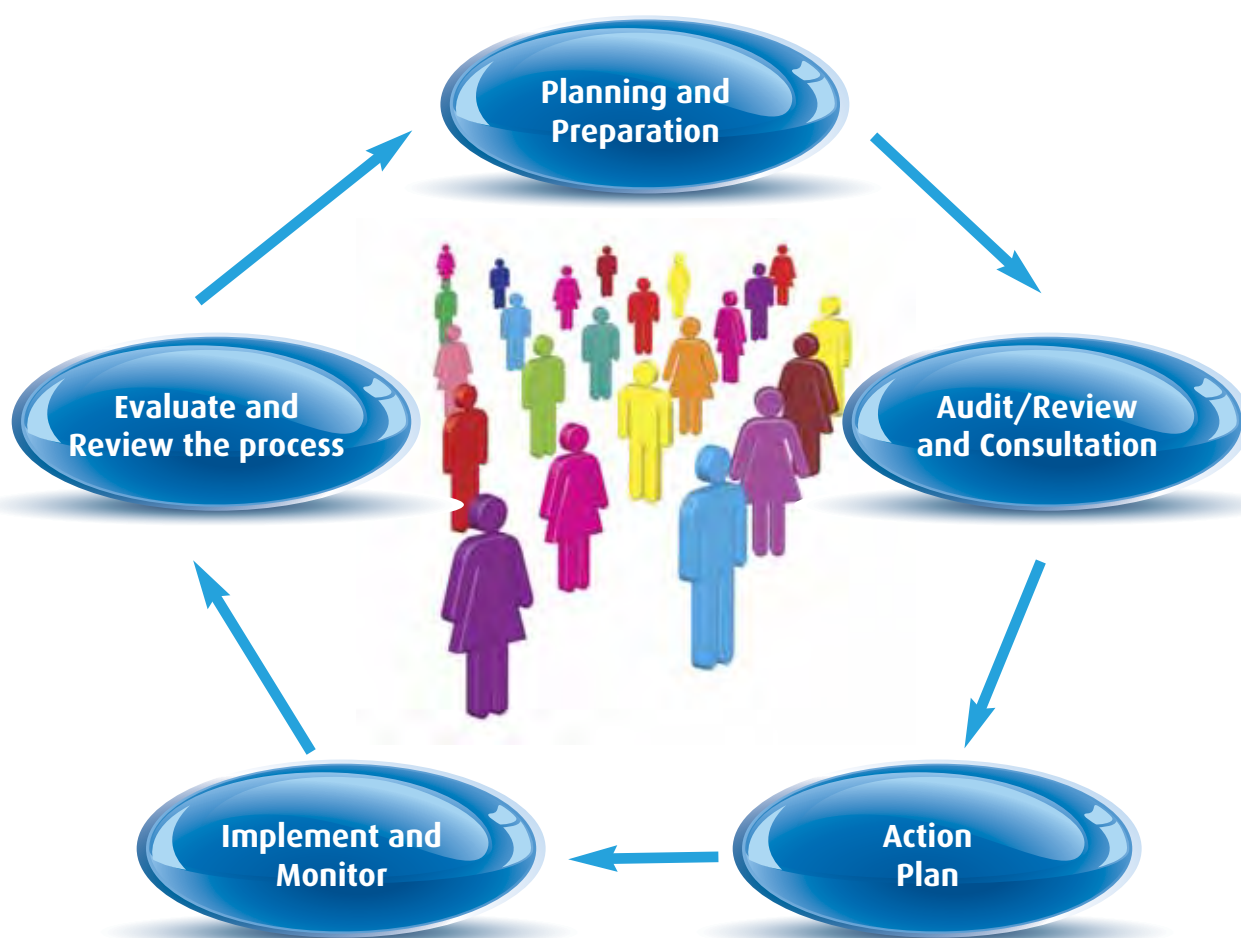 Planning and
Preparation
Audit/Review
and Consultation
Action
Plan
Implement and
Monitor
Evaluate and
Review the process